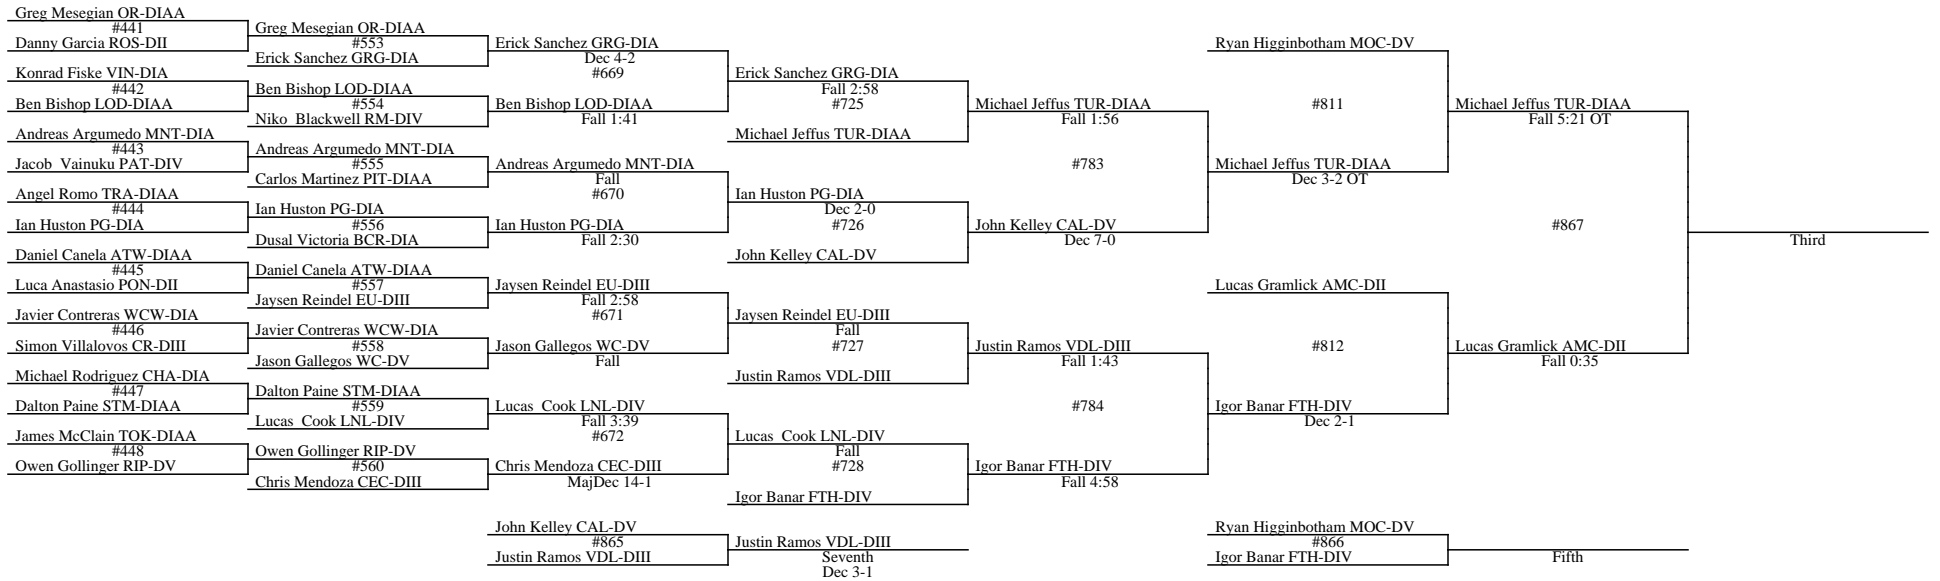 Greg Mesegian OR-DIAA
#441
Danny Garcia ROS-DII
Konrad Fiske VIN-DIA
#442
Ben Bishop LOD-DIAA
Andreas Argumedo MNT-DIA
#443
Jacob Vainuku PAT-DIV
Angel Romo TRA-DIAA
#444
Ian Huston PG-DIA
Daniel Canela ATW-DIAA
#445
Luca Anastasio PON-DII
Javier Contreras WCW-DIA
#446
Simon Villalovos CR-DIII
Michael Rodriguez CHA-DIA
#447
Dalton Paine STM-DIAA
James McClain TOK-DIAA
#448
Owen Gollinger RIP-DV
Greg Mesegian OR-DIAA
#553
Erick Sanchez GRG-DIA
Ben Bishop LOD-DIAA
#554
Niko Blackwell RM-DIV
Andreas Argumedo MNT-DIA
#555
Carlos Martinez PIT-DIAA
Ian Huston PG-DIA
#556
Dusal Victoria BCR-DIA
Daniel Canela ATW-DIAA
#557
Jaysen Reindel EU-DIII
Javier Contreras WCW-DIA
#558
Jason Gallegos WC-DV
Dalton Paine STM-DIAA
#559
Lucas Cook LNL-DIV
Owen Gollinger RIP-DV
#560
Chris Mendoza CEC-DIII
Erick Sanchez GRG-DIA
Dec 4-2
#669
Ben Bishop LOD-DIAA
Fall 1:41
Andreas Argumedo MNT-DIA
Fall
#670
Ian Huston PG-DIA
Fall 2:30
Jaysen Reindel EU-DIII
Fall 2:58
#671
Jason Gallegos WC-DV
Fall
Lucas Cook LNL-DIV
Fall 3:39
#672
Chris Mendoza CEC-DIII
MajDec 14-1
Erick Sanchez GRG-DIA
Fall 2:58
#725
Michael Jeffus TUR-DIAA
Ian Huston PG-DIA
Dec 2-0
#726
John Kelley CAL-DV
Jaysen Reindel EU-DIII
Fall
#727
Justin Ramos VDL-DIII
Lucas Cook LNL-DIV
Fall
#728
Igor Banar FTH-DIV
Michael Jeffus TUR-DIAA
Fall 1:56
#783
John Kelley CAL-DV
Dec 7-0
Justin Ramos VDL-DIII
Fall 1:43
#784
Igor Banar FTH-DIV
Fall 4:58
Ryan Higginbotham MOC-DV
#811
Michael Jeffus TUR-DIAA
Dec 3-2 OT
Lucas Gramlick AMC-DII
#812
Igor Banar FTH-DIV
Dec 2-1
Michael Jeffus TUR-DIAA
Fall 5:21 OT
#867
Lucas Gramlick AMC-DII
Fall 0:35
Third
John Kelley CAL-DV
#865
Justin Ramos VDL-DIII
Justin Ramos VDL-DIII
Seventh
Dec 3-1
Ryan Higginbotham MOC-DV
#866
Igor Banar FTH-DIV
Fifth